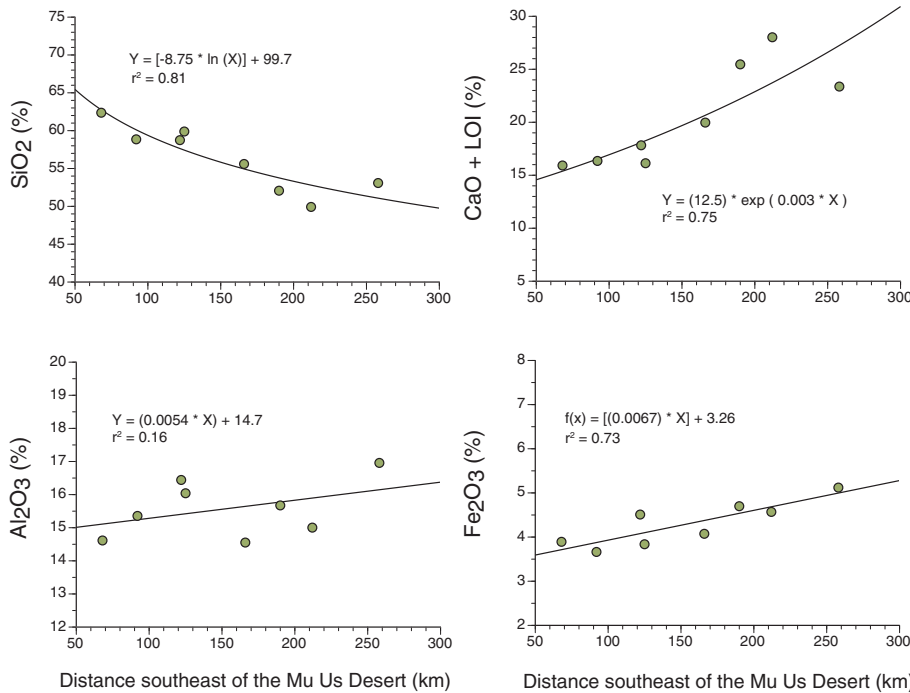 75
70
65
60
55
50
45
40
SiO2 (%)
Y = [-8.75 * ln (X)] + 99.7
r2 = 0.81
50 100 150 200 250 300
30
25
20
15
10
5
CaO + LOI (%)
Y = (12.5) * exp ( 0.003 * X )
r2 = 0.75
50 100 150 200 250 300
20
19
18
17
16
15
14
13
12
Al2O3 (%)
Y = (0.0054 * X) + 14.7
r2 = 0.16
50 100 150 200 250 300
Distance southeast of the Mu Us Desert (km)
8
7
6
5
4
3
2
Fe2O3 (%)
f(x) = [(0.0067) * X] + 3.26
r2 = 0.73
50 100 150 200 250 300
Distance southeast of the Mu Us Desert (km)